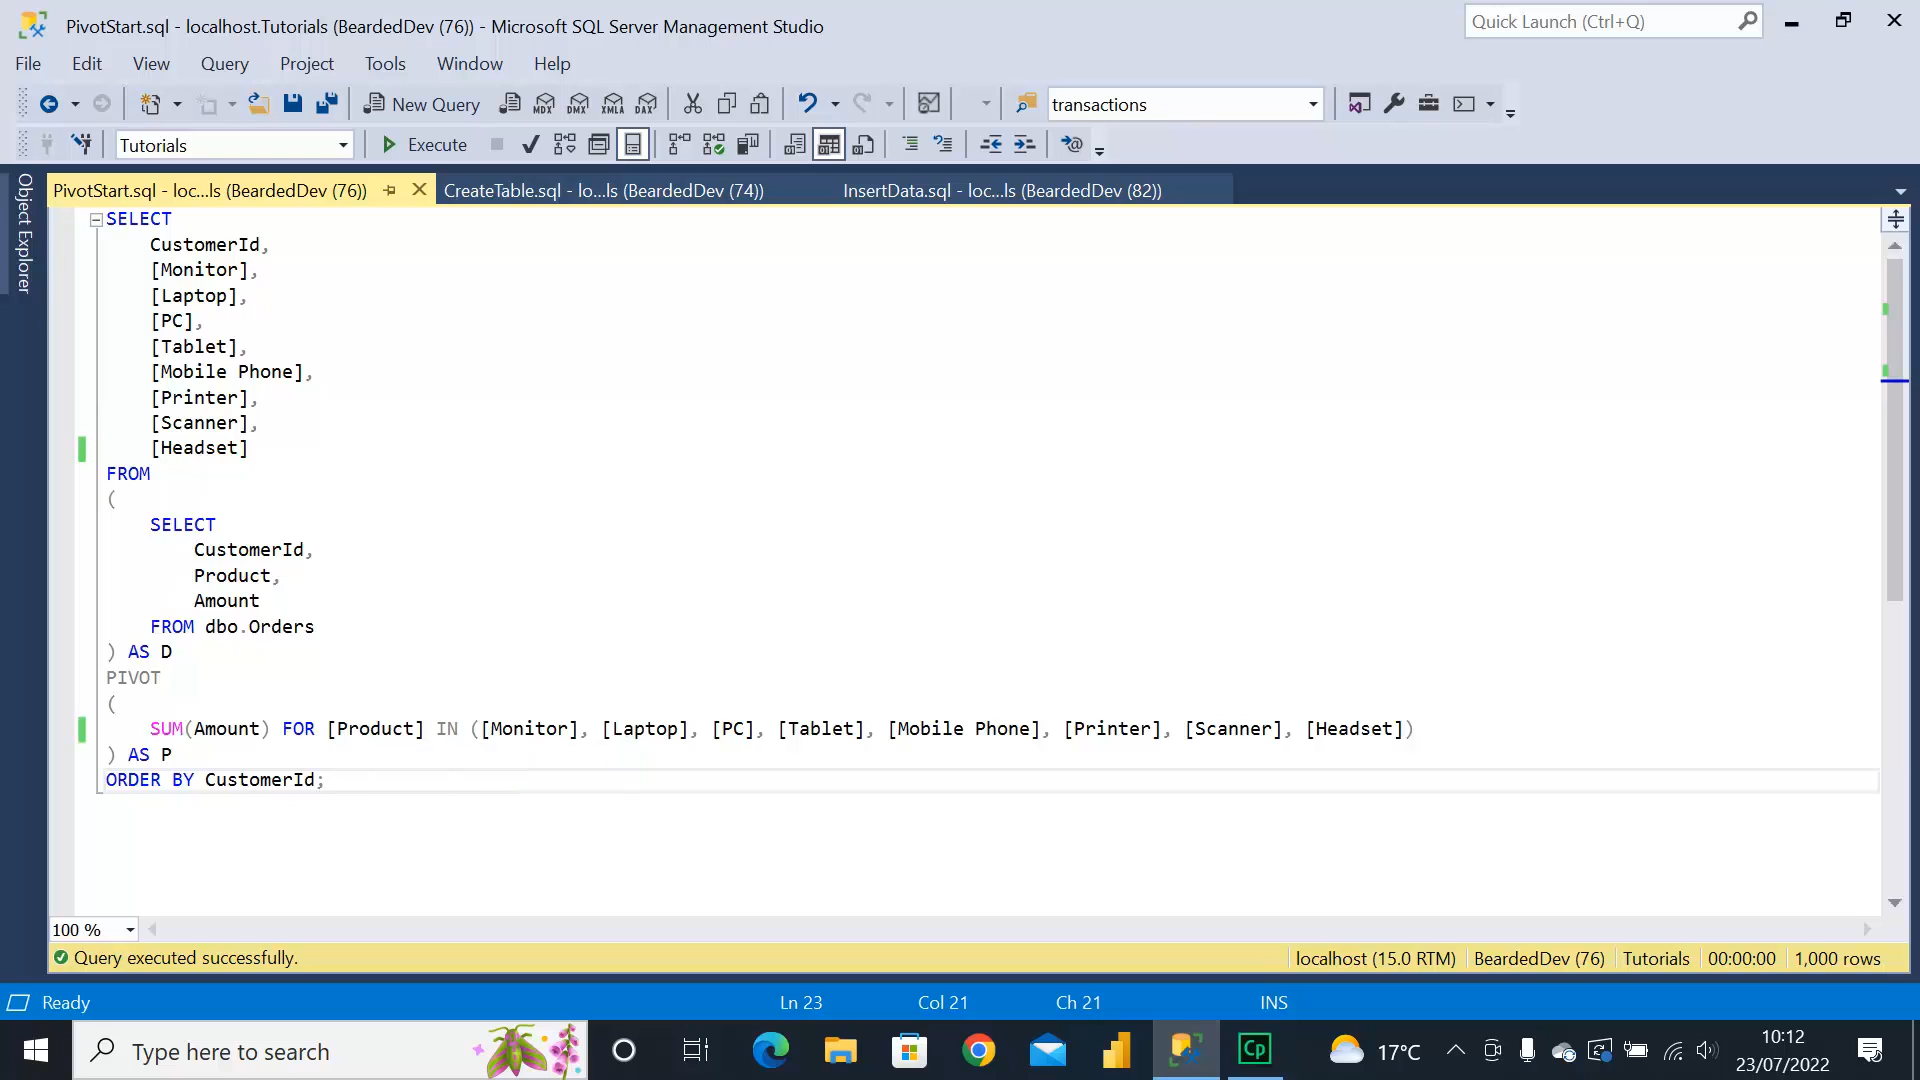 PivotStart.sql - localhost.Tutorials (BeardedDev (76)) - Microsoft SQL Server Management Studio
Quick Launch (Ctrl+Q)
File Edit View Query Project Tools Window Help
New Query MDX DMX XMLA DAX transactions
Tutorials Execute
Object Explorer
PivotStart.sql - loc...ls (BeardedDev (76)) CreateTable.sql - lo...ls (BeardedDev (74)) InsertData.sql - loc...ls (BeardedDev (82))
SELECT
CustomerId,
[Monitor],
[Laptop],
[PC],
[Tablet],
[Mobile Phone],
[Printer],
[Scanner],
[Headset]
FROM
(
SELECT
CustomerId,
Product,
Amount
FROM dbo.Orders
) AS D
PIVOT
(
SUM(Amount) FOR [Product] IN ([Monitor], [Laptop], [PC], [Tablet], [Mobile Phone], [Printer], [Scanner], [Headset])
) AS P
ORDER BY CustomerId;
100 %
Query executed successfully. localhost (15.0 RTM) BeardedDev (76) Tutorials 00:00:00 1,000 rows
Ready Ln 23 Col 21 Ch 21 INS
Type here to search Cp 17°C 10:12
23/07/2022